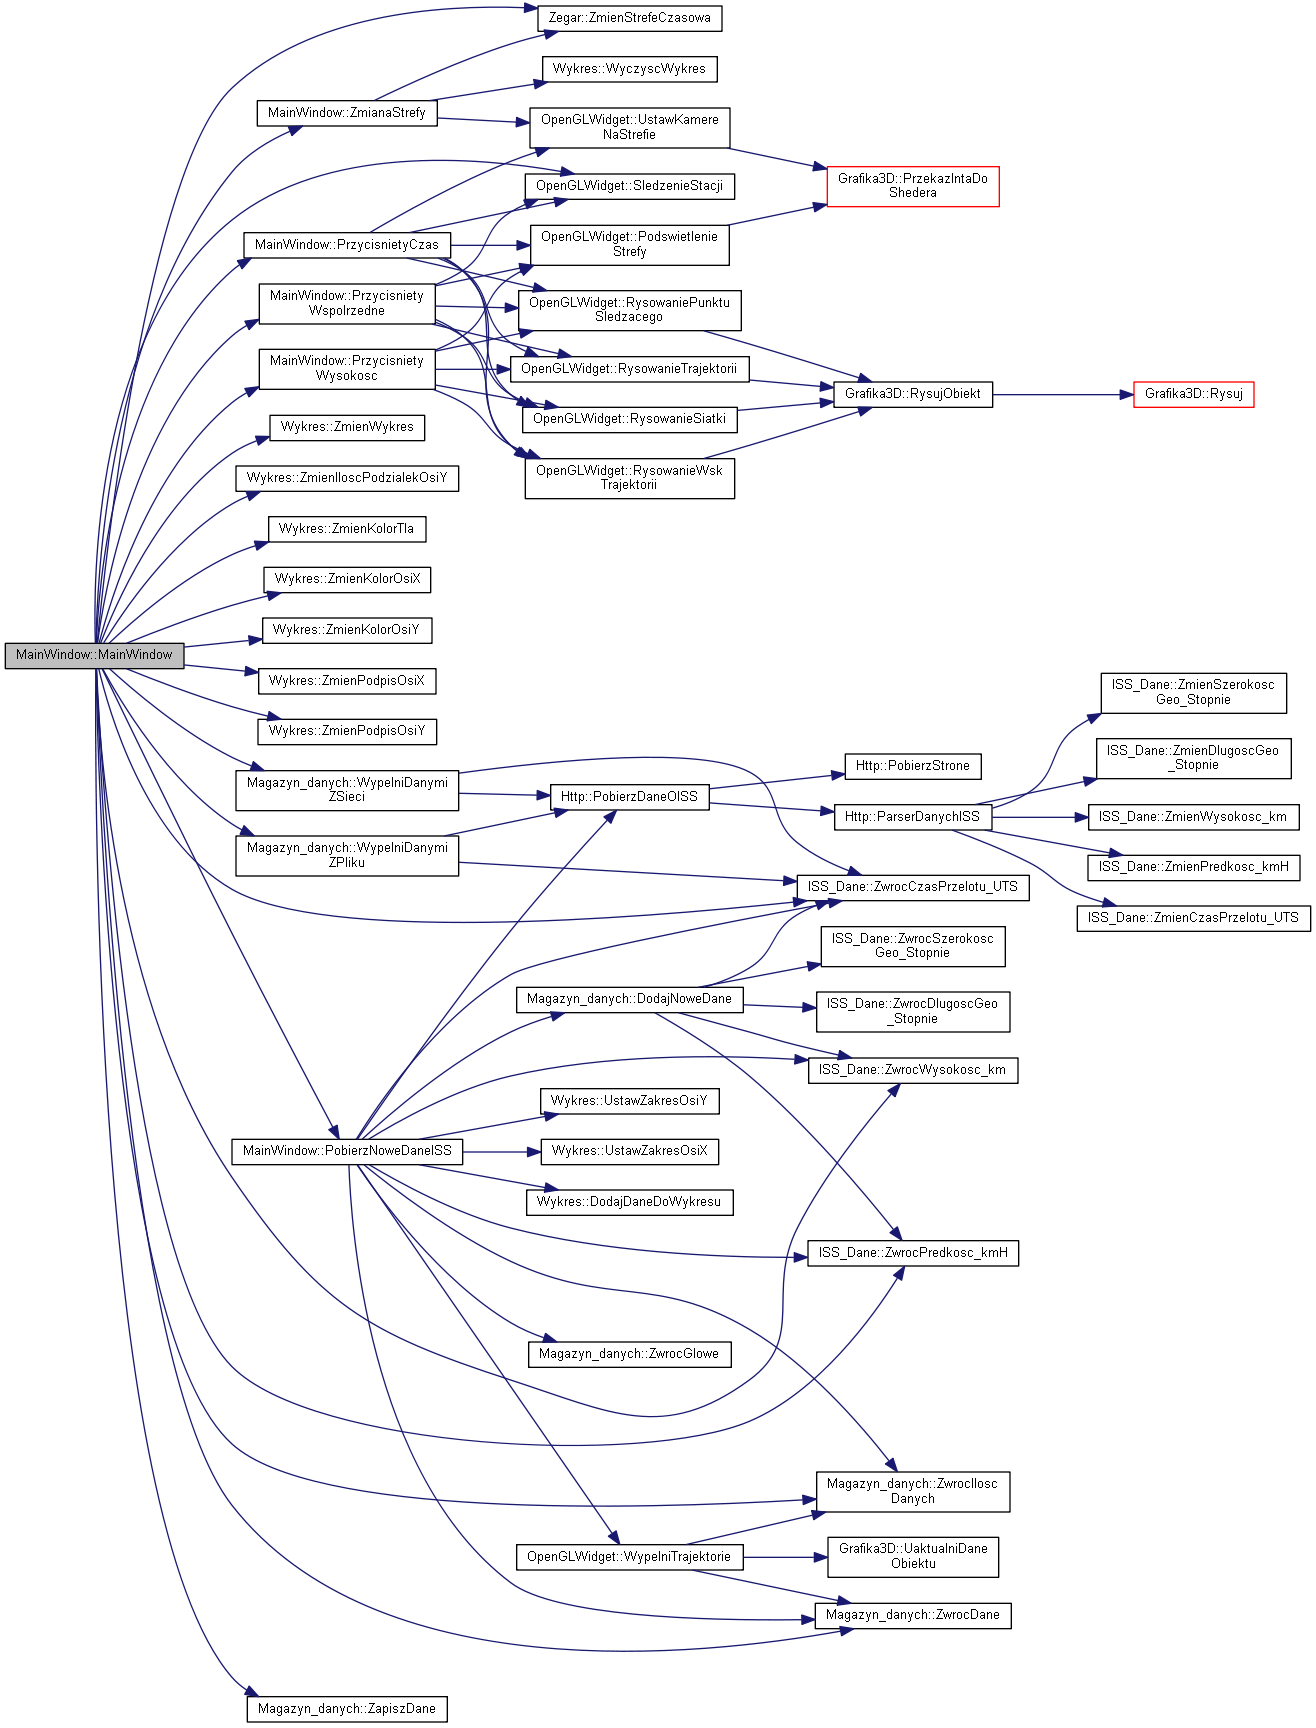 Zegar::ZmienStrefeCzasowa
Wykres::WyczyscWykres
MainWindow::ZmianaStrefy
OpenGLWidget::UstawKamere
NaStrefie
Grafika3D::PrzekazIntaDo
Shedera
OpenGLWidget::SledzenieStacji
MainWindow::PrzycisnietyCzas
OpenGLWidget::Podswietlenie
Strefy
MainWindow::Przycisniety
Wspolrzedne
OpenGLWidget::RysowaniePunktu
Sledzacego
MainWindow::Przycisniety
Wysokosc
OpenGLWidget::RysowanieTrajektorii
Grafika3D::RysujObiekt
Grafika3D::Rysuj
OpenGLWidget::RysowanieSiatki
Wykres::ZmienWykres
OpenGLWidget::RysowanieWsk
Trajektorii
Wykres::ZmienIloscPodzialekOsiY
Wykres::ZmienKolorTla
Wykres::ZmienKolorOsiX
Wykres::ZmienKolorOsiY
MainWindow::MainWindow
Wykres::ZmienPodpisOsiX
Wykres::ZmienPodpisOsiY
ISS_Dane::ZmienSzerokosc
Geo_Stopnie
ISS_Dane::ZmienDlugoscGeo
_Stopnie
Http::PobierzStrone
Magazyn_danych::WypelniDanymi
ZSieci
Http::PobierzDaneOISS
Http::ParserDanychISS
ISS_Dane::ZmienWysokosc_km
Magazyn_danych::WypelniDanymi
ZPliku
ISS_Dane::ZmienPredkosc_kmH
ISS_Dane::ZwrocCzasPrzelotu_UTS
ISS_Dane::ZmienCzasPrzelotu_UTS
ISS_Dane::ZwrocSzerokosc
Geo_Stopnie
Magazyn_danych::DodajNoweDane
ISS_Dane::ZwrocDlugoscGeo
_Stopnie
ISS_Dane::ZwrocWysokosc_km
Wykres::UstawZakresOsiY
MainWindow::PobierzNoweDaneISS
Wykres::UstawZakresOsiX
Wykres::DodajDaneDoWykresu
ISS_Dane::ZwrocPredkosc_kmH
Magazyn_danych::ZwrocGlowe
Magazyn_danych::ZwrocIlosc
Danych
OpenGLWidget::WypelniTrajektorie
Grafika3D::UaktualniDane
Obiektu
Magazyn_danych::ZwrocDane
Magazyn_danych::ZapiszDane